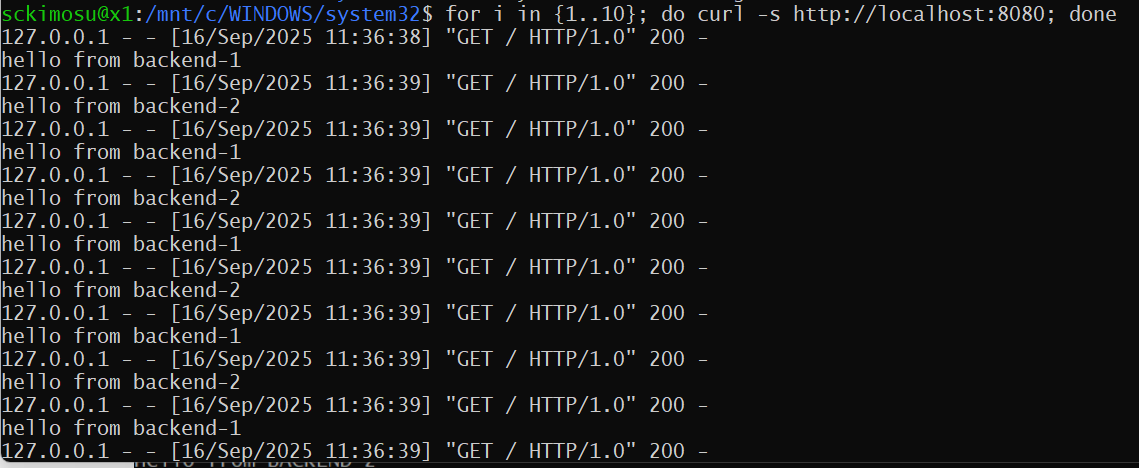 sckimosu@x1:/mnt/c/WINDOWS/system32$ for i in {1..10}; do curl -s http://localhost:8080; done
127.0.0.1 - - [16/Sep/2025 11:36:38] "GET / HTTP/1.0" 200 -
hello from backend-1
127.0.0.1 - - [16/Sep/2025 11:36:39] "GET / HTTP/1.0" 200 -
hello from backend-2
127.0.0.1 - - [16/Sep/2025 11:36:39] "GET / HTTP/1.0" 200 -
hello from backend-1
127.0.0.1 - - [16/Sep/2025 11:36:39] "GET / HTTP/1.0" 200 -
hello from backend-2
127.0.0.1 - - [16/Sep/2025 11:36:39] "GET / HTTP/1.0" 200 -
hello from backend-1
127.0.0.1 - - [16/Sep/2025 11:36:39] "GET / HTTP/1.0" 200 -
hello from backend-2
127.0.0.1 - - [16/Sep/2025 11:36:39] "GET / HTTP/1.0" 200 -
hello from backend-1
127.0.0.1 - - [16/Sep/2025 11:36:39] "GET / HTTP/1.0" 200 -
hello from backend-2
127.0.0.1 - - [16/Sep/2025 11:36:39] "GET / HTTP/1.0" 200 -
hello from backend-1
127.0.0.1 - - [16/Sep/2025 11:36:39] "GET / HTTP/1.0" 200 -